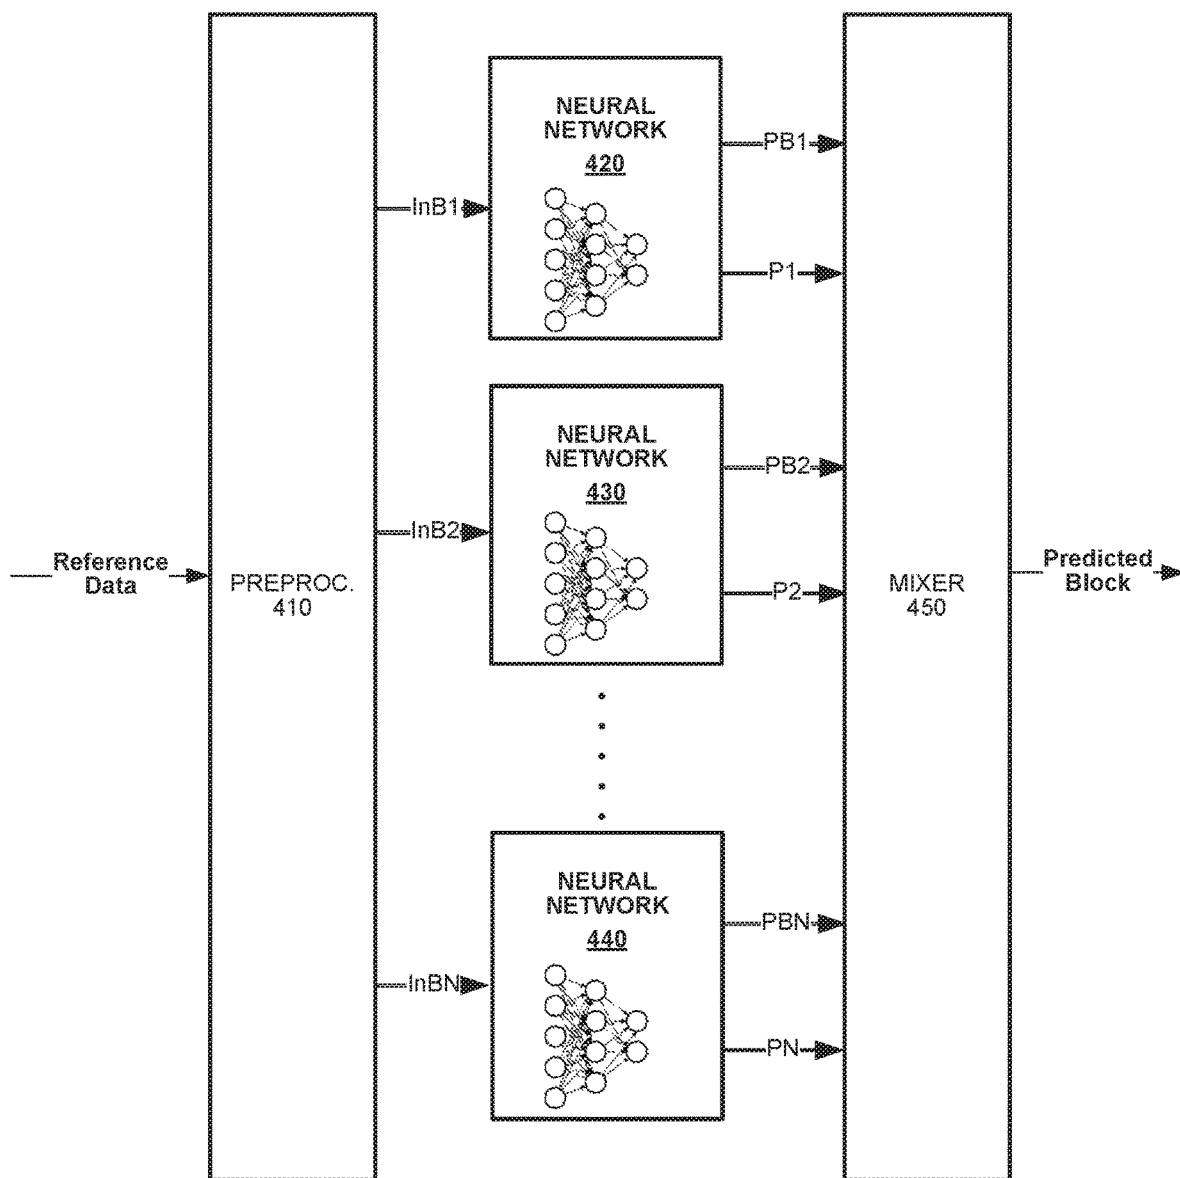 Reference
Data
PREPROC.
410
InB1
NEURAL
NETWORK
420
PB1
P1
InB2
NEURAL
NETWORK
430
PB2
P2
InBN
NEURAL
NETWORK
440
PBN
PN
MIXER
450
Predicted
Block